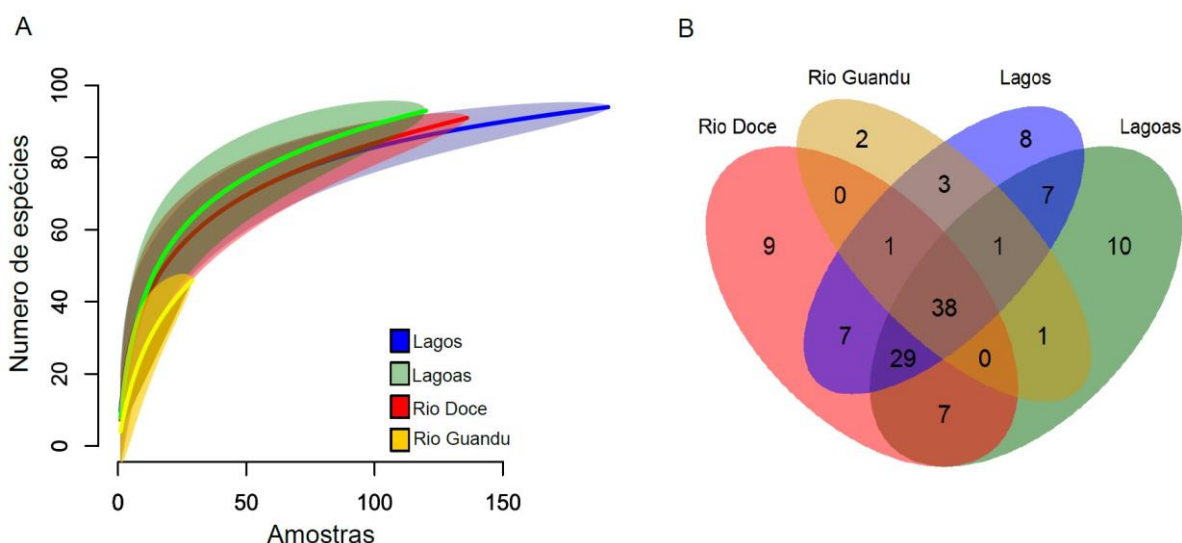 A
Numero de espécies
100
80
60
40
20
0
0
50
100
150
Amostras
Lagos
Lagoas
Rio Doce
Rio Guandu
B
Rio Guandu
Lagos
Rio Doce
Lagoas
2
8
3
7
0
9
1
1
10
38
7
29
0
1
7